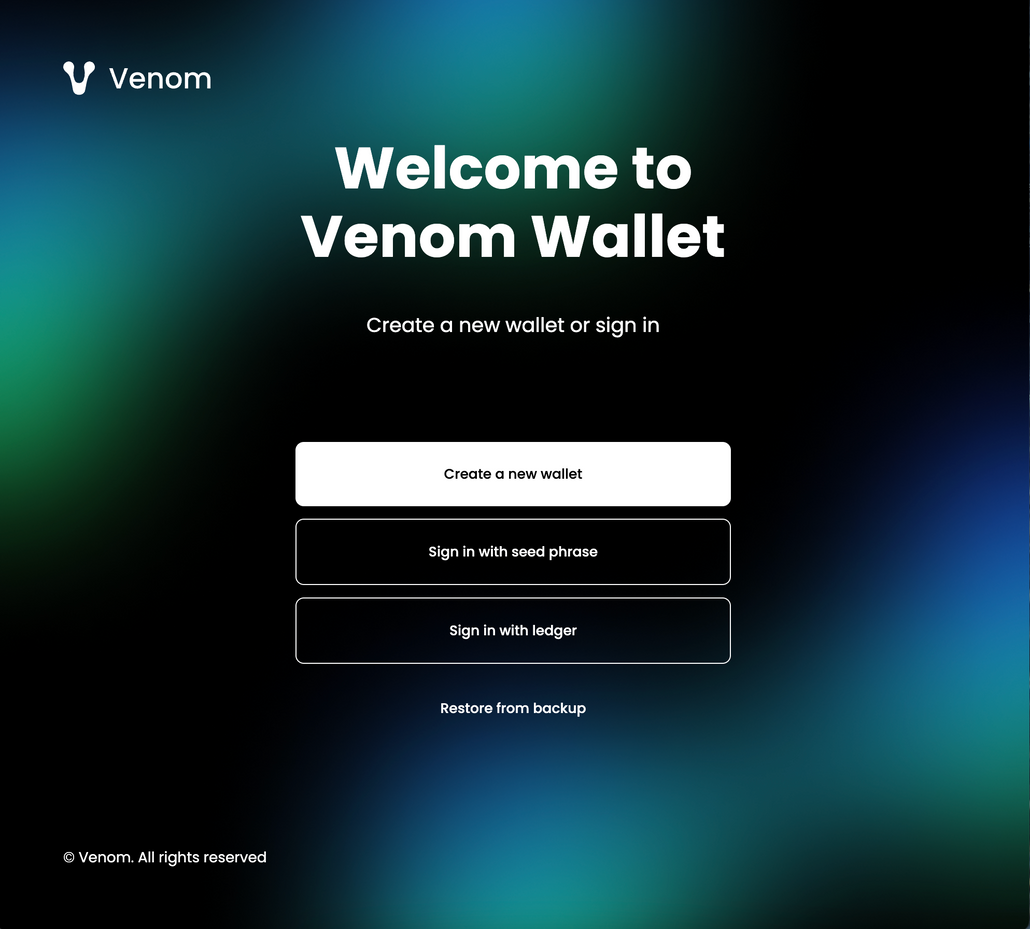 Venom
Welcome to
Venom Wallet
Create a new wallet or sign in
Create a new wallet
Sign in with seed phrase
Sign in with ledger
Restore from backup
© Venom. All rights reserved